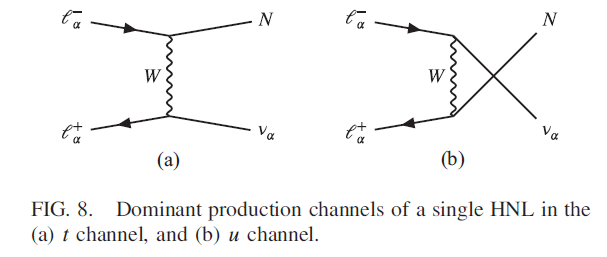 ℓ⁻α N ℓ⁻α N
W W
ℓ⁺α να ℓ⁺α να
(a) (b)
FIG. 8. Dominant production channels of a single HNL in the
(a) t channel, and (b) u channel.